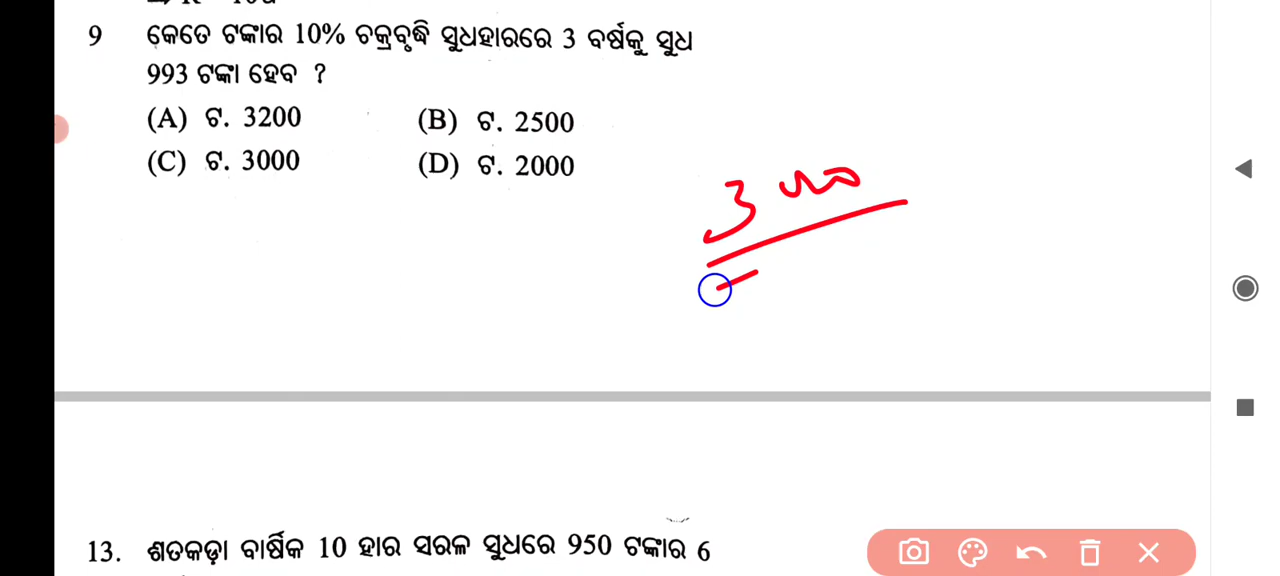 9 କେତେ ଟଙ୍କାର 10% ଚକ୍ରବୃଦ୍ଧି ସୁଧହାରରେ 3 ବର୍ଷକୁ ସୁଧ
993 ଟଙ୍କା ହେବ ?
(A) ଟ. 3200 (B) ଟ. 2500
(C) ଟ. 3000 (D) ଟ. 2000
3
13. ଶତକଡ଼ା ବାର୍ଷିକ 10 ହାର ସରଳ ସୁଧରେ 950 ଟଙ୍କାର 6